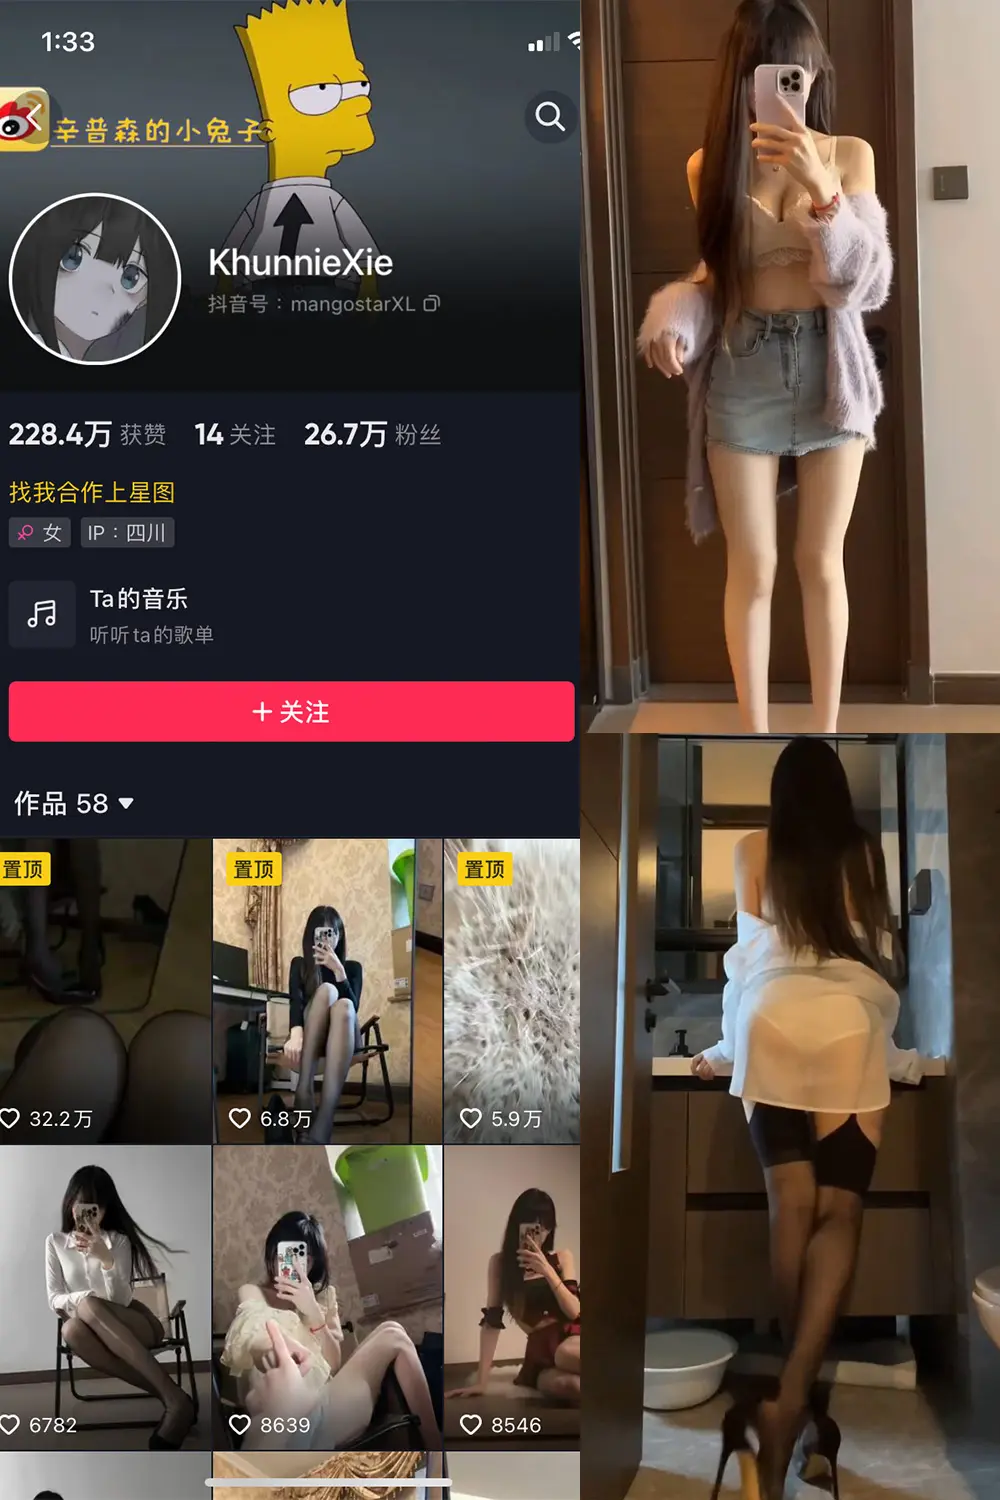 1:33
辛普森的小兔子
KhunnieXie
抖音号：mangostarXL
228.4万 获赞 14 关注 26.7万 粉丝
找我合作上星图
女 IP：四川
Ta的音乐
听听ta的歌单
+ 关注
作品 58
置顶 置顶 置顶
32.2万 6.8万 5.9万
6782 8639 8546